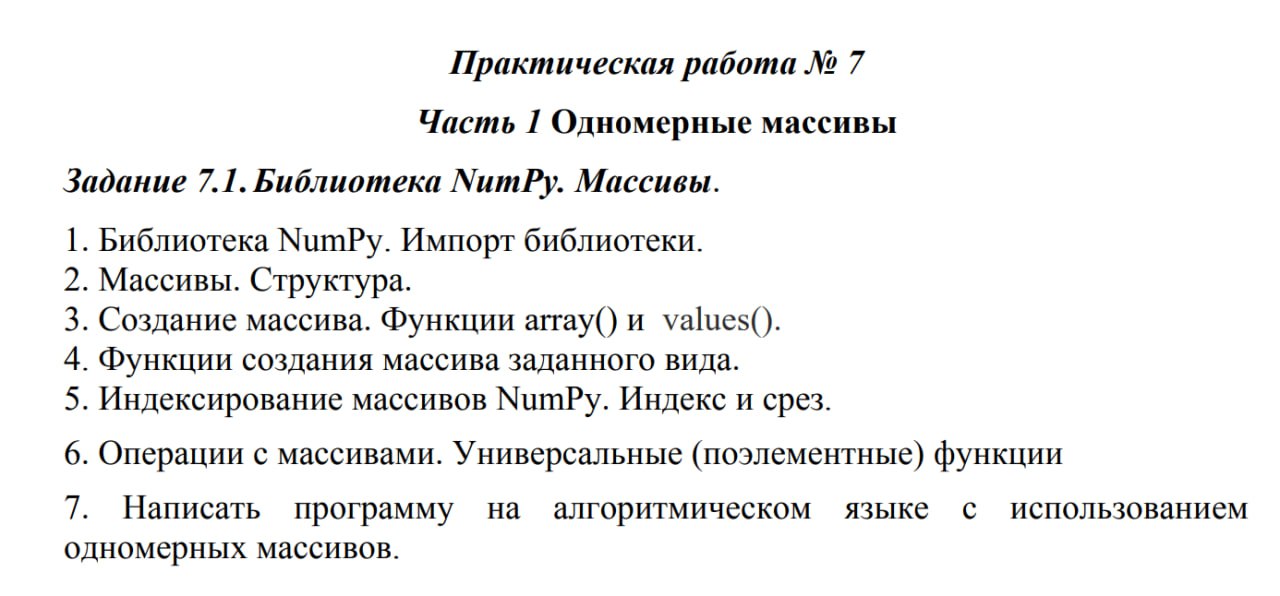 Практическая работа № 7
Часть 1 Одномерные массивы
Задание 7.1. Библиотека NumPy. Массивы.
1. Библиотека NumPy. Импорт библиотеки.
2. Массивы. Структура.
3. Создание массива. Функции array() и values().
4. Функции создания массива заданного вида.
5. Индексирование массивов NumPy. Индекс и срез.
6. Операции с массивами. Универсальные (поэлементные) функции
7. Написать программу на алгоритмическом языке с использованием
одномерных массивов.